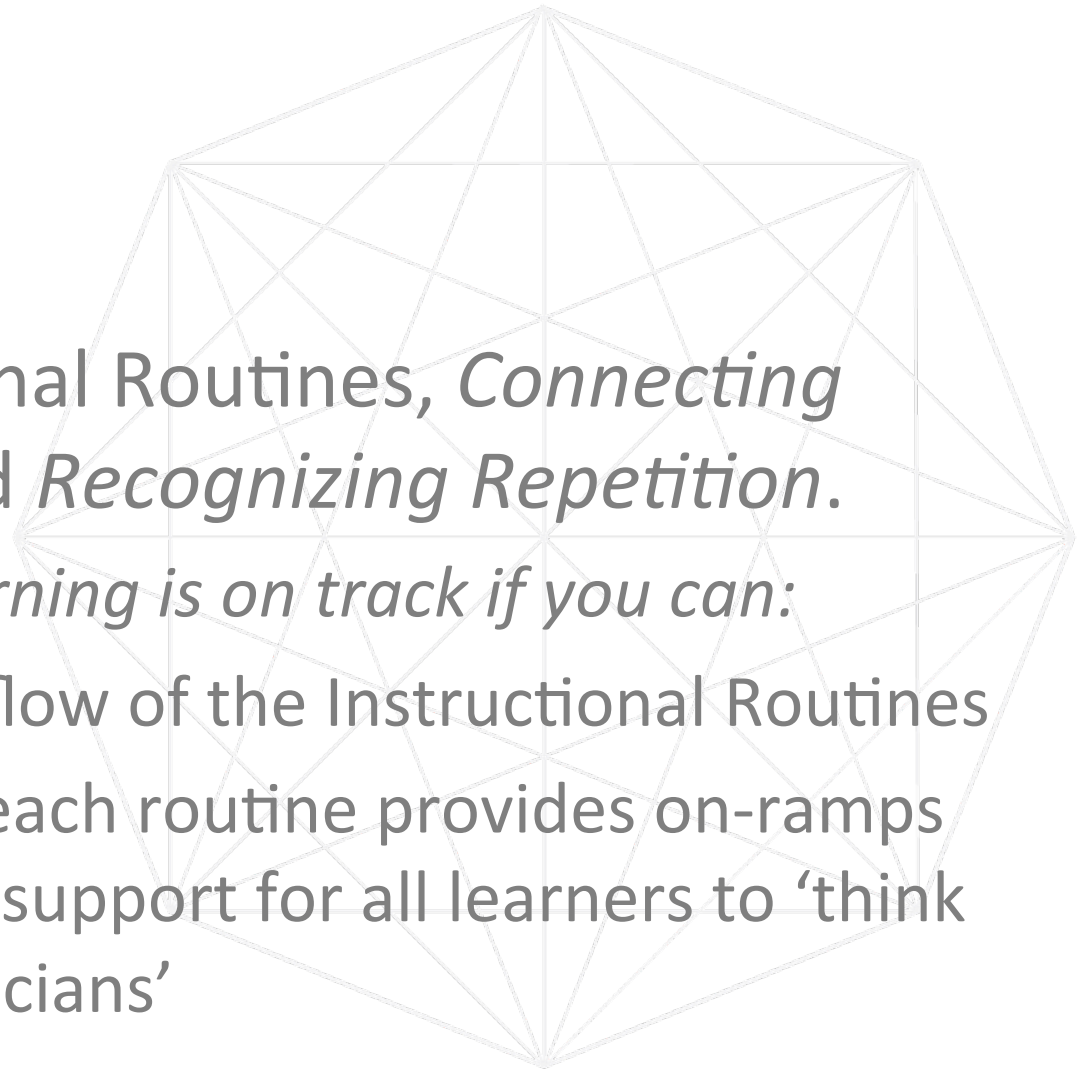 nal Routines, Connecting
d Recognizing Repetition.
rning is on track if you can:
flow of the Instructional Routines
each routine provides on-ramps
support for all learners to ‘think
cians’